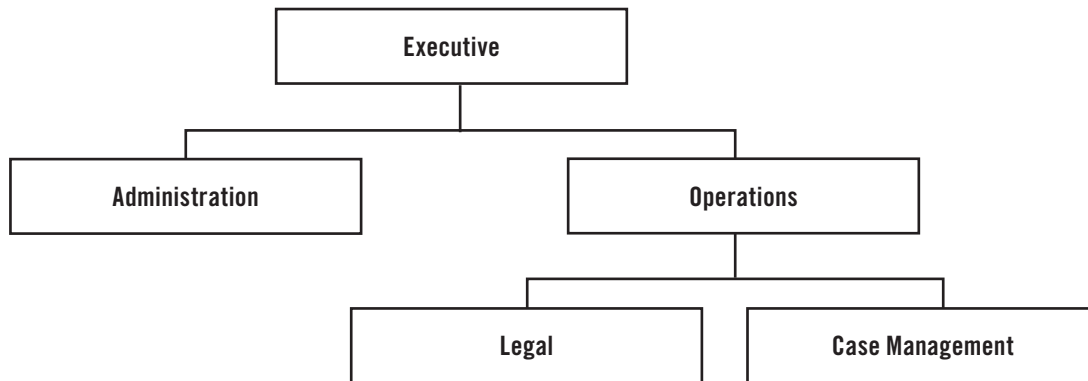 Executive
Administration
Operations
Legal
Case Management